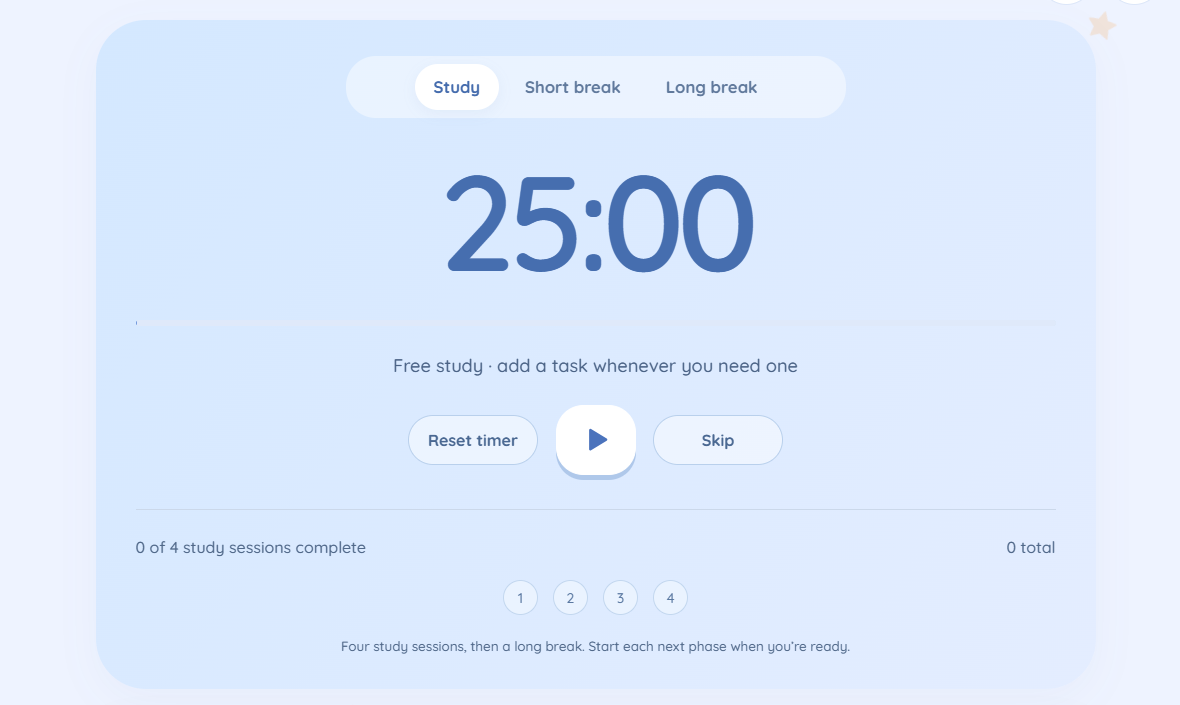 Study Short break Long break
25:00
Free study · add a task whenever you need one
Reset timer Skip
0 of 4 study sessions complete 0 total
1 2 3 4
Four study sessions, then a long break. Start each next phase when you’re ready.